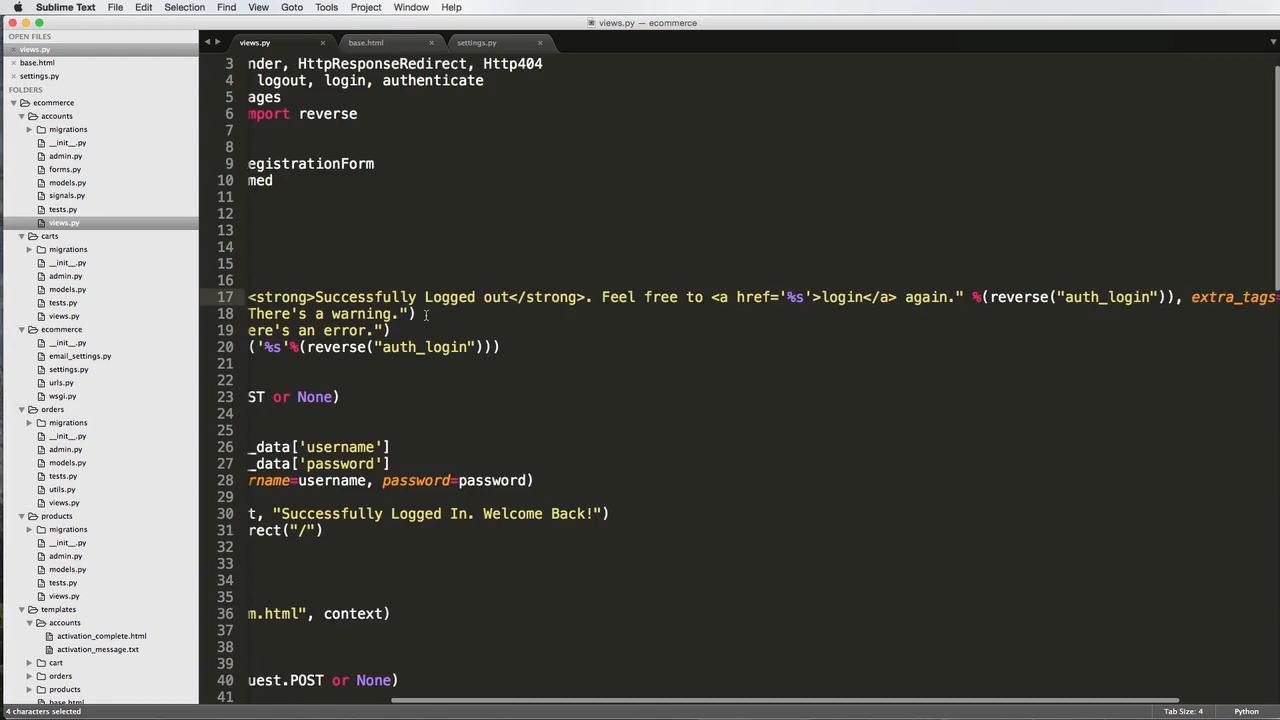 Sublime Text File Edit Selection Find View Goto Tools Project Window Help
views.py — ecommerce
OPEN FILES
views.py
base.html
settings.py
FOLDERS
ecommerce
accounts
migrations
__init__.py
admin.py
forms.py
models.py
signals.py
tests.py
views.py
carts
migrations
__init__.py
admin.py
models.py
tests.py
views.py
ecommerce
__init__.py
email_settings.py
settings.py
urls.py
wsgi.py
orders
migrations
__init__.py
admin.py
models.py
tests.py
utils.py
views.py
products
migrations
__init__.py
admin.py
models.py
tests.py
views.py
templates
accounts
activation_complete.html
activation_message.txt
cart
orders
products
base.html
views.py base.html settings.py
3 nder, HttpResponseRedirect, Http404
4 logout, login, authenticate
5 ages
6 mport reverse
7
8
9 egistrationForm
10 med
11
12
13
14
15
16
17 <strong>Successfully Logged out</strong>. Feel free to <a href='%s'>login</a> again." %(reverse("auth_login")), extra_tags=
18 There's a warning.")
19 ere's an error.")
20 ('%s'%(reverse("auth_login")))
21
22
23 ST or None)
24
25
26 _data['username']
27 _data['password']
28 rname=username, password=password)
29
30 t, "Successfully Logged In. Welcome Back!")
31 rect("/")
32
33
34
35
36 m.html", context)
37
38
39
40 uest.POST or None)
41
4 characters selected Tab Size: 4 Python